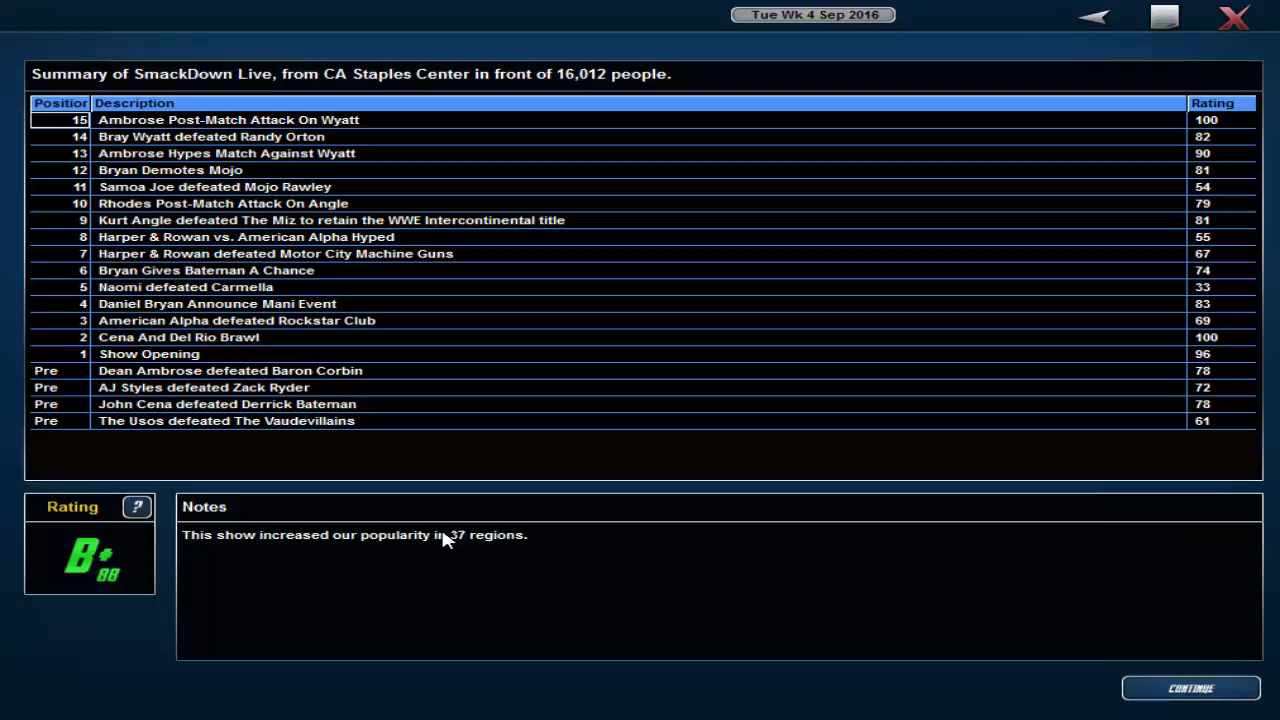 Tue Wk 4 Sep 2016
Summary of SmackDown Live, from CA Staples Center in front of 16,012 people.
Position Description Rating
15 Ambrose Post-Match Attack On Wyatt 100
14 Bray Wyatt defeated Randy Orton 82
13 Ambrose Hypes Match Against Wyatt 90
12 Bryan Demotes Mojo 81
11 Samoa Joe defeated Mojo Rawley 54
10 Rhodes Post-Match Attack On Angle 79
9 Kurt Angle defeated The Miz to retain the WWE Intercontinental title 81
8 Harper & Rowan vs. American Alpha Hyped 55
7 Harper & Rowan defeated Motor City Machine Guns 67
6 Bryan Gives Bateman A Chance 74
5 Naomi defeated Carmella 33
4 Daniel Bryan Announce Mani Event 83
3 American Alpha defeated Rockstar Club 69
2 Cena And Del Rio Brawl 100
1 Show Opening 96
Pre Dean Ambrose defeated Baron Corbin 78
Pre AJ Styles defeated Zack Ryder 72
Pre John Cena defeated Derrick Bateman 78
Pre The Usos defeated The Vaudevillains 61
Rating ?
B+ 88
Notes
This show increased our popularity in 37 regions.
CONTINUE